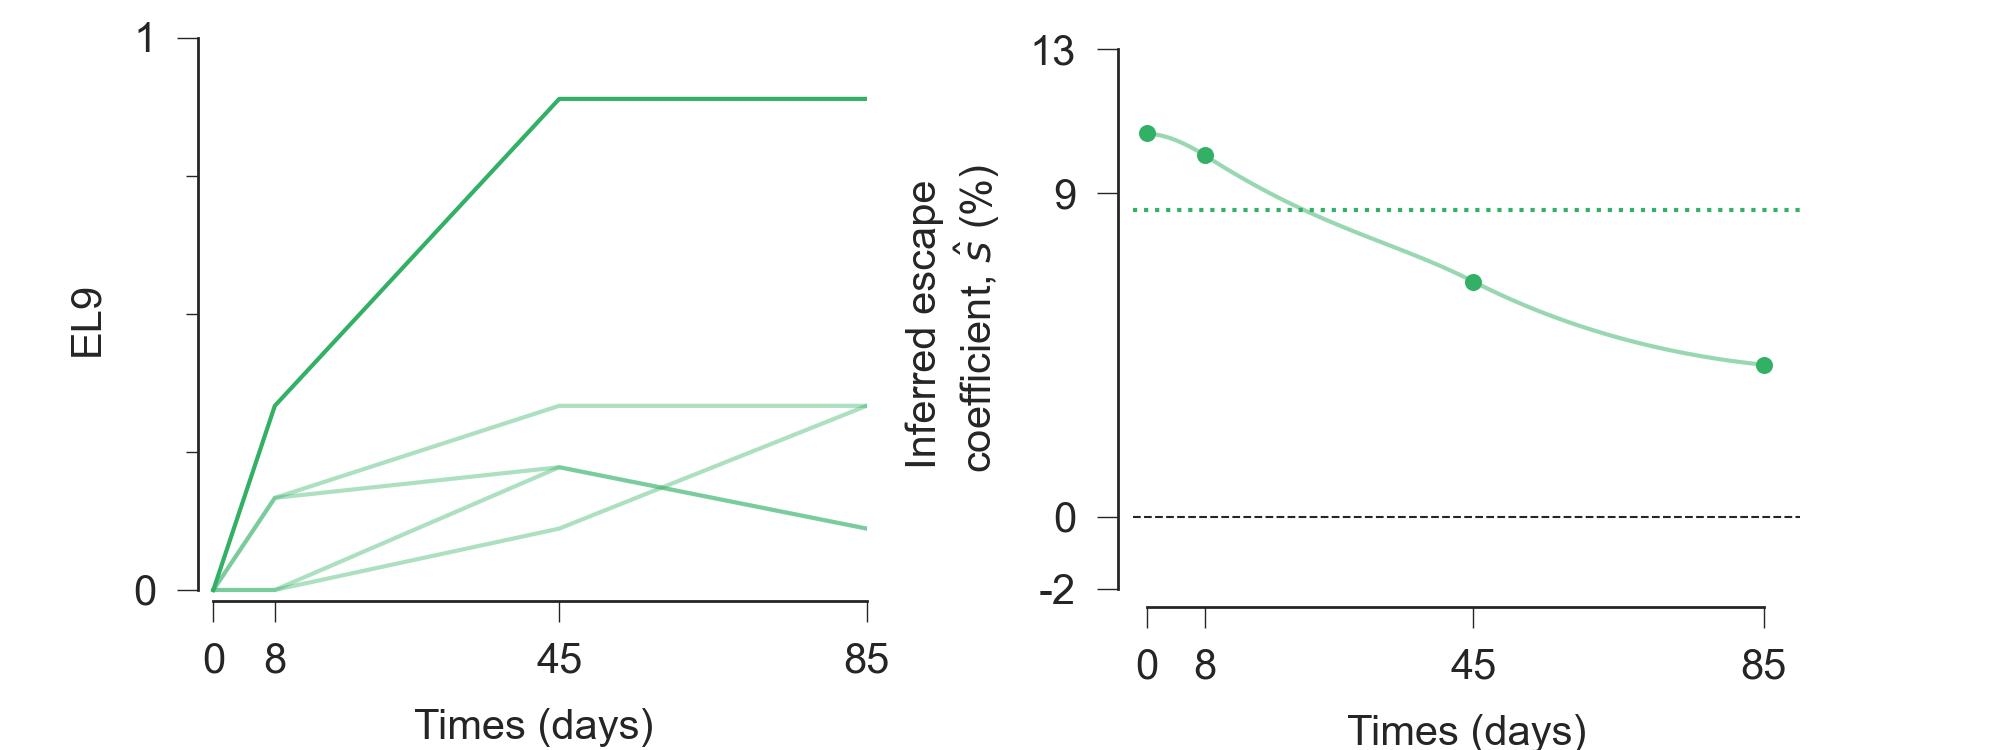 1
0
EL9
0 8 45 85
Times (days)
13
9
0
-2
Inferred escape
coefficient, ŝ (%)
0 8 45 85
Times (days)